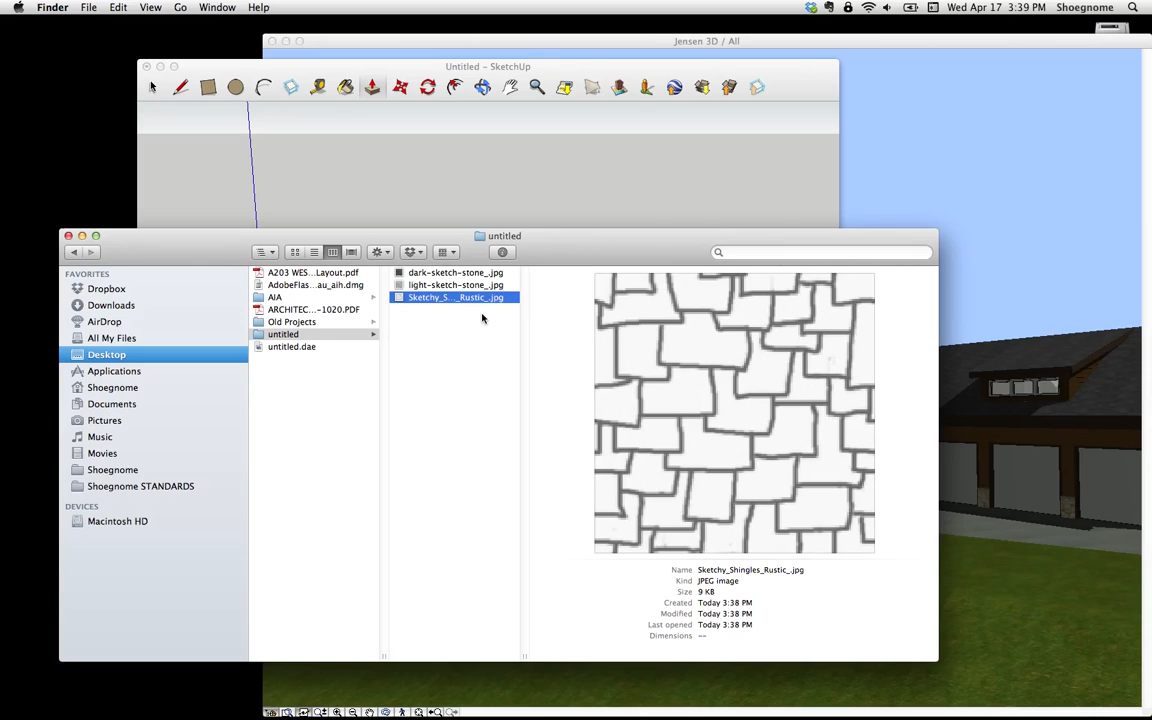 Finder File Edit View Go Window Help Wed Apr 17 3:39 PM Shoegnome
Jensen 3D / All
Untitled – SketchUp
untitled
FAVORITES
Dropbox
Downloads
AirDrop
All My Files
Desktop
Applications
Shoegnome
Documents
Pictures
Music
Movies
Shoegnome
Shoegnome STANDARDS
DEVICES
Macintosh HD
A203 WES...Layout.pdf
AdobeFlas...au_aih.dmg
AIA
ARCHITEC...-1020.PDF
Old Projects
untitled
untitled.dae
dark-sketch-stone_.jpg
light-sketch-stone_.jpg
Sketchy_S..._Rustic_.jpg
Name Sketchy_Shingles_Rustic_.jpg
Kind JPEG image
Size 9 KB
Created Today 3:38 PM
Modified Today 3:38 PM
Last opened Today 3:38 PM
Dimensions --